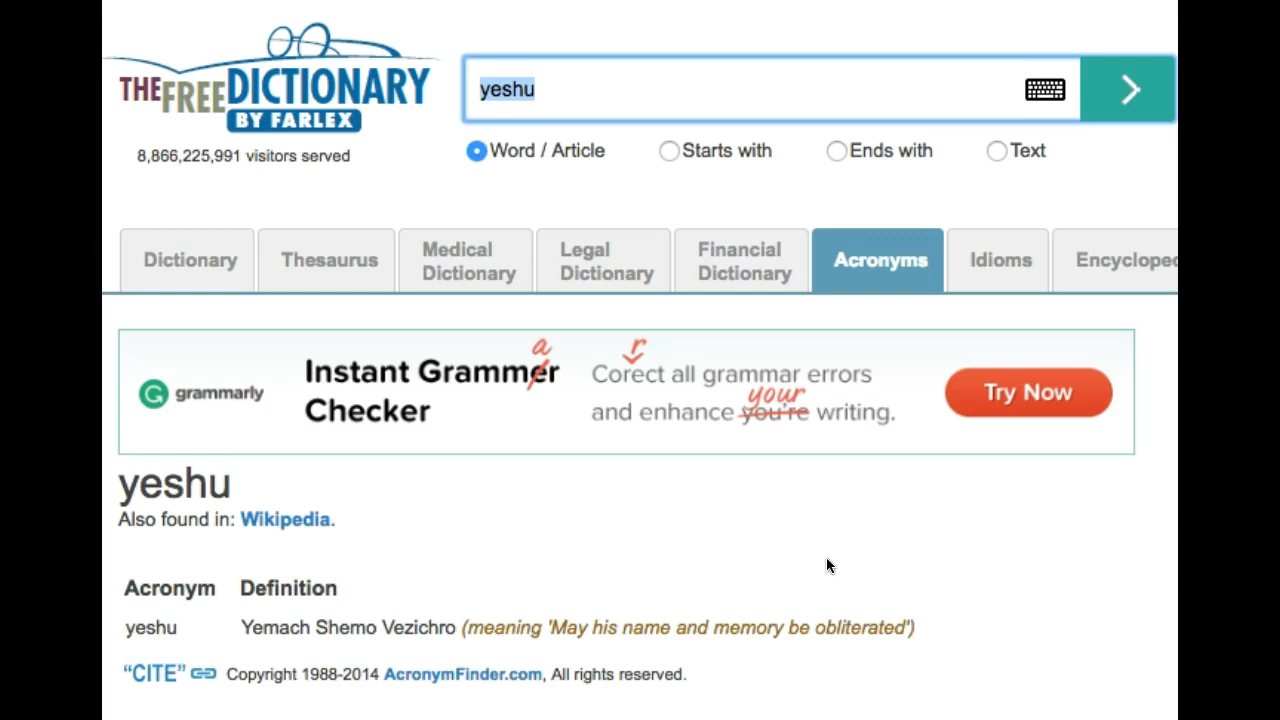 THEFREEDICTIONARY
BY FARLEX
yeshu
8,866,225,991 visitors served
Word / Article
Starts with
Ends with
Text
Dictionary
Thesaurus
Medical
Dictionary
Legal
Dictionary
Financial
Dictionary
Acronyms
Idioms
Encycloped
grammarly
a
Instant Grammer
Checker
r
Corect all grammar errors
your
and enhance you're writing.
Try Now
yeshu
Also found in: Wikipedia.
Acronym Definition
yeshu Yemach Shemo Vezichro (meaning 'May his name and memory be obliterated')
“CITE” Copyright 1988-2014 AcronymFinder.com, All rights reserved.